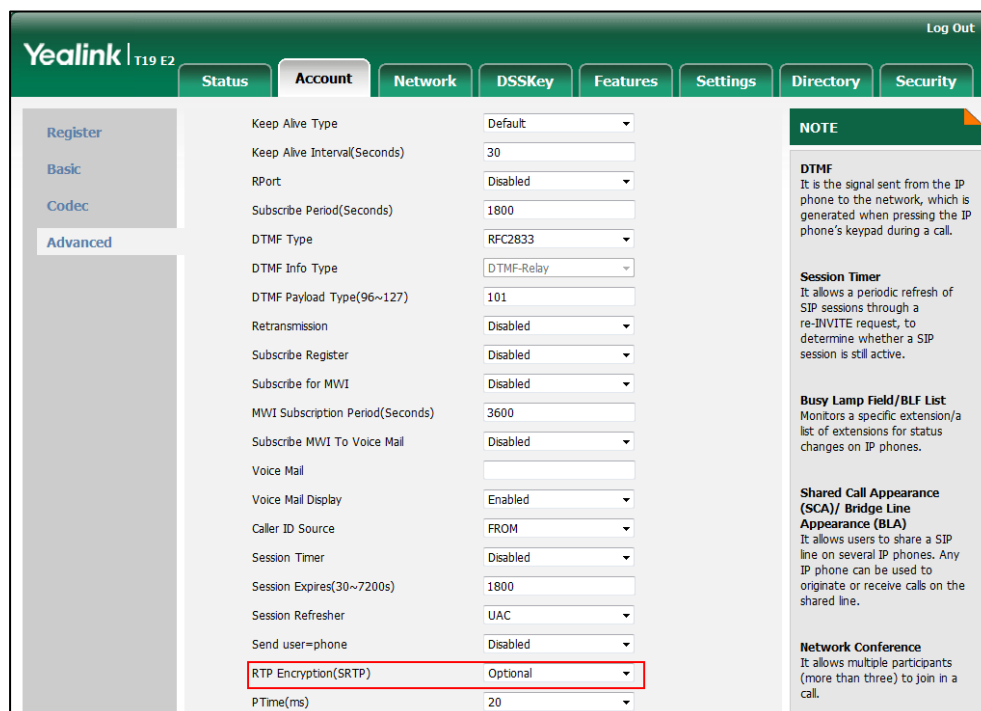 Log Out
Yealink T19 E2
Status Account Network DSSKey Features Settings Directory Security
Register
Basic
Codec
Advanced
Keep Alive Type Default
Keep Alive Interval(Seconds) 30
RPort Disabled
Subscribe Period(Seconds) 1800
DTMF Type RFC2833
DTMF Info Type DTMF-Relay
DTMF Payload Type(96~127) 101
Retransmission Disabled
Subscribe Register Disabled
Subscribe for MWI Disabled
MWI Subscription Period(Seconds) 3600
Subscribe MWI To Voice Mail Disabled
Voice Mail
Voice Mail Display Enabled
Caller ID Source FROM
Session Timer Disabled
Session Expires(30~7200s) 1800
Session Refresher UAC
Send user=phone Disabled
RTP Encryption(SRTP) Optional
PTime(ms) 20
NOTE
DTMF
It is the signal sent from the IP
phone to the network, which is
generated when pressing the IP
phone's keypad during a call.
Session Timer
It allows a periodic refresh of
SIP sessions through a
re-INVITE request, to
determine whether a SIP
session is still active.
Busy Lamp Field/BLF List
Monitors a specific extension/a
list of extensions for status
changes on IP phones.
Shared Call Appearance
(SCA)/ Bridge Line
Appearance (BLA)
It allows users to share a SIP
line on several IP phones. Any
IP phone can be used to
originate or receive calls on the
shared line.
Network Conference
It allows multiple participants
(more than three) to join in a
call.